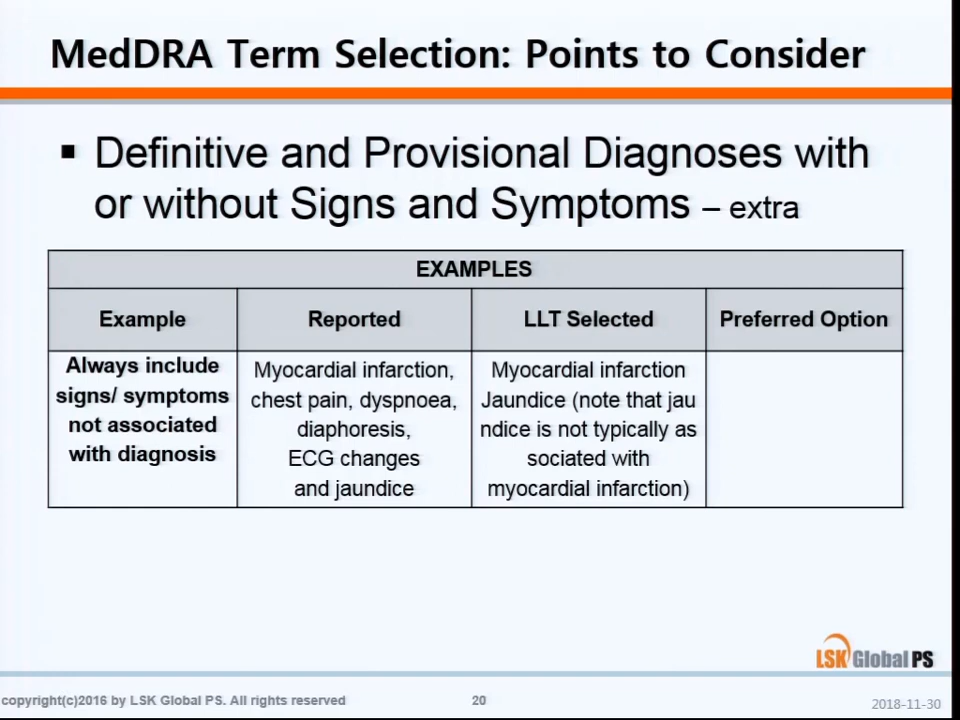 MedDRA Term Selection: Points to Consider
▪ Definitive and Provisional Diagnoses with
or without Signs and Symptoms – extra
EXAMPLES
Example
Reported
LLT Selected
Preferred Option
Always include
signs/ symptoms
not associated
with diagnosis
Myocardial infarction,
chest pain, dyspnoea,
diaphoresis,
ECG changes
and jaundice
Myocardial infarction
Jaundice (note that jau
ndice is not typically as
sociated with
myocardial infarction)
LSK Global PS
copyright(c)2016 by LSK Global PS. All rights reserved
20
2018-11-30